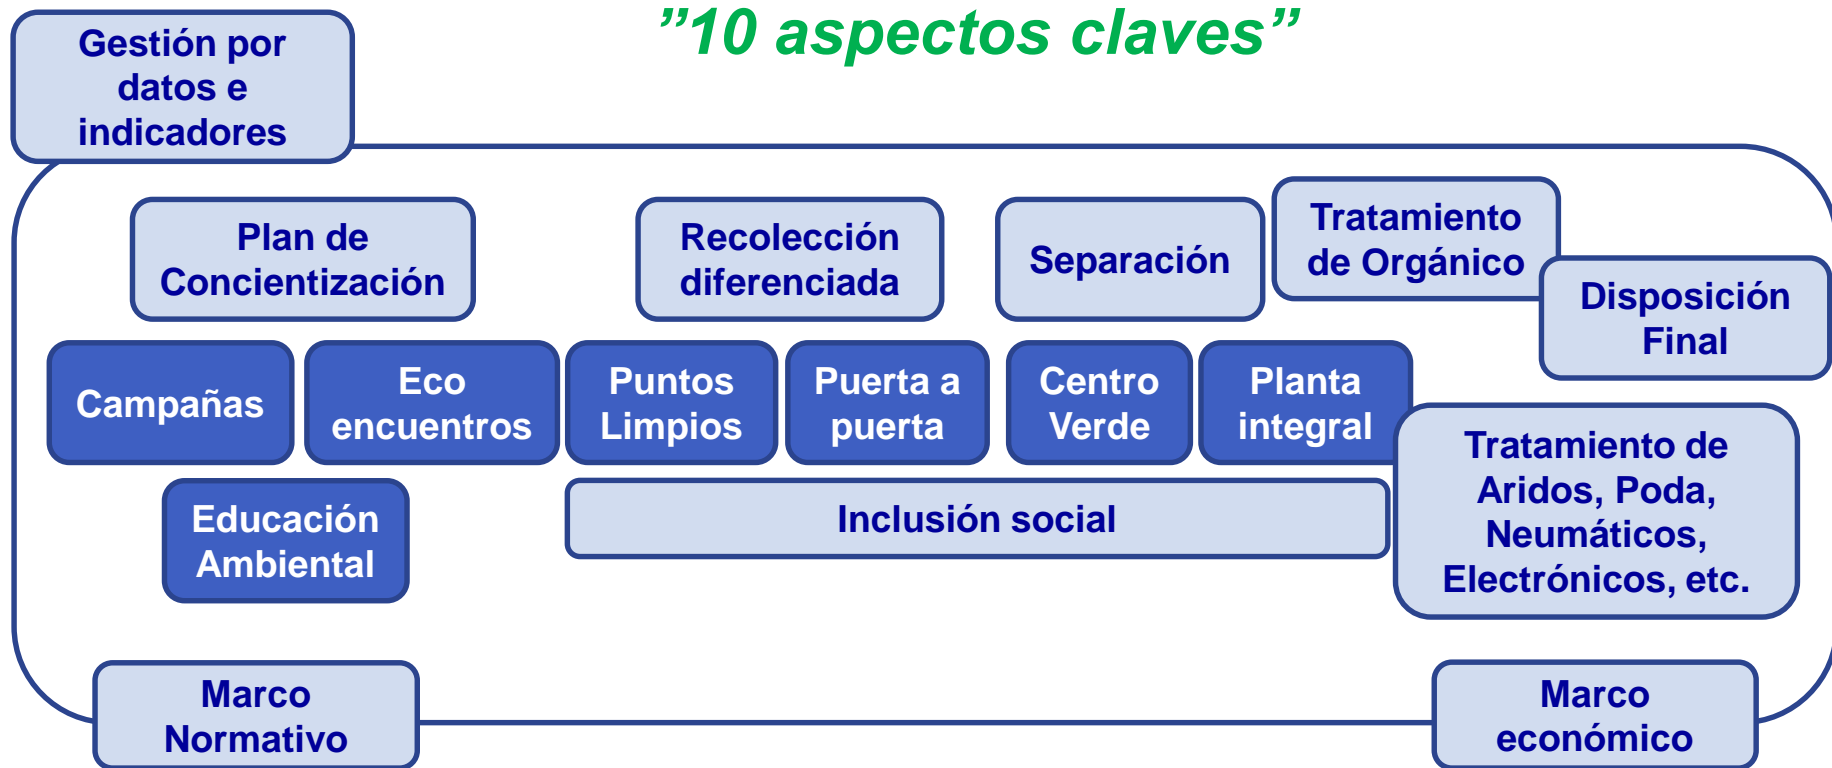 ”10 aspectos claves”
Gestión por
datos e
indicadores
Plan de
Concientización
Recolección
diferenciada
Separación
Tratamiento
de Orgánico
Disposición
Final
Campañas
Eco
encuentros
Puntos
Limpios
Puerta a
puerta
Centro
Verde
Planta
integral
Tratamiento de
Aridos, Poda,
Neumáticos,
Electrónicos, etc.
Educación
Ambiental
Inclusión social
Marco
Normativo
Marco
económico